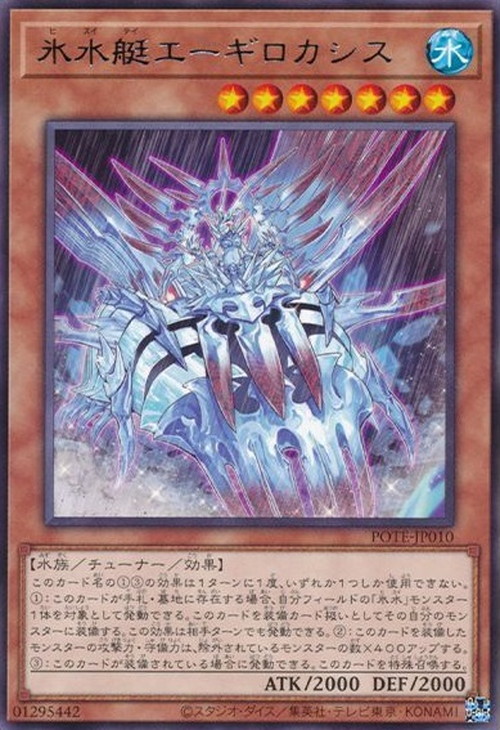 氷水艇エーギロカシス
水
POTE-JP010
【水族／チューナー／効果】
このカード名の①③の効果は１ターンに１度、いずれか１つしか使用できない。
①：このカードが手札・墓地に存在する場合、自分フィールドの「氷水」モンスター
１体を対象として発動できる。このカードを装備カード扱いとしてその自分のモン
スターに装備する。この効果は相手ターンでも発動できる。②：このカードを装備した
モンスターの攻撃力・守備力は、除外されているモンスターの数×４００アップする。
③：このカードが装備されている場合に発動できる。このカードを特殊召喚する。
ATK/2000 DEF/2000
01295442 ©スタジオ・ダイス／集英社・テレビ東京・KONAMI